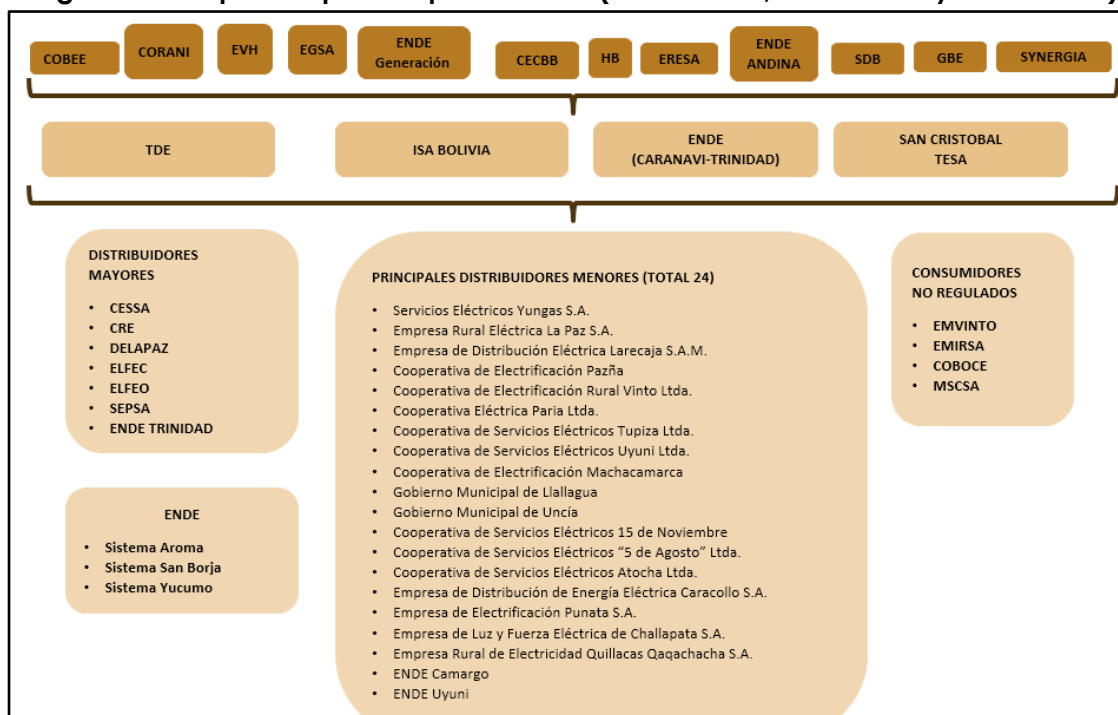 COBEE
CORANI
EVH
EGSA
ENDE
Generación
CECBB
HB
ERESA
ENDE
ANDINA
SDB
GBE
SYNERGIA
TDE
ISA BOLIVIA
ENDE
(CARANAVI-TRINIDAD)
SAN CRISTOBAL
TESA
DISTRIBUIDORES
MAYORES
• CESSA
• CRE
• DELAPAZ
• ELFEC
• ELFEO
• SEPSA
• ENDE TRINIDAD
ENDE
• Sistema Aroma
• Sistema San Borja
• Sistema Yucumo
PRINCIPALES DISTRIBUIDORES MENORES (TOTAL 24)
• Servicios Eléctricos Yungas S.A.
• Empresa Rural Eléctrica La Paz S.A.
• Empresa de Distribución Eléctrica Larecaja S.A.M.
• Cooperativa de Electrificación Pazña
• Cooperativa de Electrificación Rural Vinto Ltda.
• Cooperativa Eléctrica Paria Ltda.
• Cooperativa de Servicios Eléctricos Tupiza Ltda.
• Cooperativa de Servicios Eléctricos Uyuni Ltda.
• Cooperativa de Electrificación Machacamarca
• Gobierno Municipal de Llallagua
• Gobierno Municipal de Uncía
• Cooperativa de Servicios Eléctricos 15 de Noviembre
• Cooperativa de Servicios Eléctricos “5 de Agosto” Ltda.
• Cooperativa de Servicios Eléctricos Atocha Ltda.
• Empresa de Distribución de Energía Eléctrica Caracollo S.A.
• Empresa de Electrificación Punata S.A.
• Empresa de Luz y Fuerza Eléctrica de Challapata S.A.
• Empresa Rural de Electricidad Quillacas Qaqachacha S.A.
• ENDE Camargo
• ENDE Uyuni
CONSUMIDORES
NO REGULADOS
• EMVINTO
• EMIRSA
• COBOCE
• MSCSA